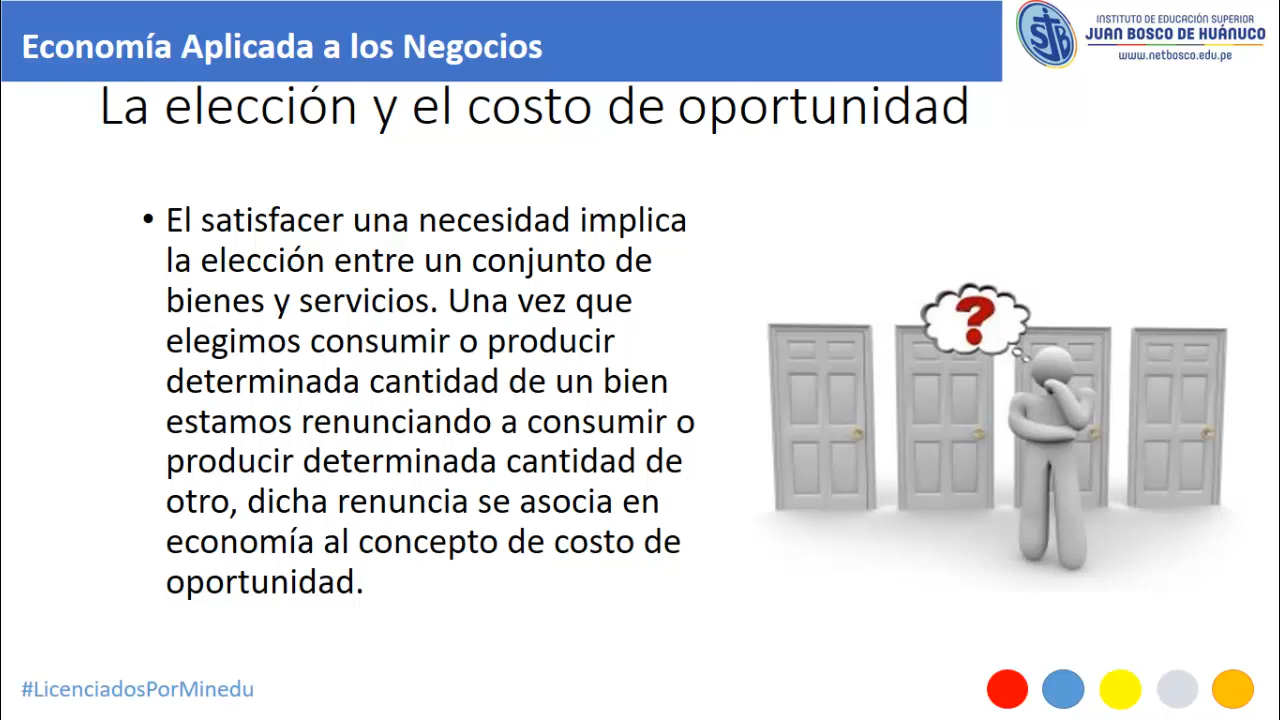 Economía Aplicada a los Negocios
INSTITUTO DE EDUCACIÓN SUPERIOR
JUAN BOSCO DE HUÁNUCO
www.netbosco.edu.pe
SJB
La elección y el costo de oportunidad
• El satisfacer una necesidad implica
la elección entre un conjunto de
bienes y servicios. Una vez que
elegimos consumir o producir
determinada cantidad de un bien
estamos renunciando a consumir o
producir determinada cantidad de
otro, dicha renuncia se asocia en
economía al concepto de costo de
oportunidad.
?
#LicenciadosPorMinedu